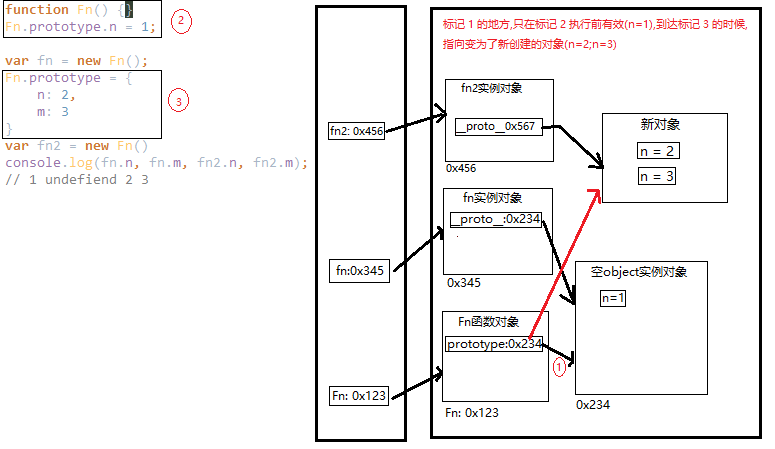 function Fn() {}
Fn.prototype.n = 1;
2
var fn = new Fn();
Fn.prototype = {
n: 2,
m: 3
}
3
var fn2 = new Fn()
console.log(fn.n, fn.m, fn2.n, fn2.m);
// 1 undefiend 2 3
fn2: 0x456
fn:0x345
Fn: 0x123
标记 1 的地方,只在标记 2 执行前有效(n=1),到达标记 3 的时候,
指向变为了新创建的对象(n=2;n=3)
fn2实例对象
__proto__0x567
0x456
新对象
n = 2
n = 3
fn实例对象
__proto__:0x234
0x345
空object实例对象
n=1
0x234
Fn函数对象
prototype:0x234
1
Fn: 0x123